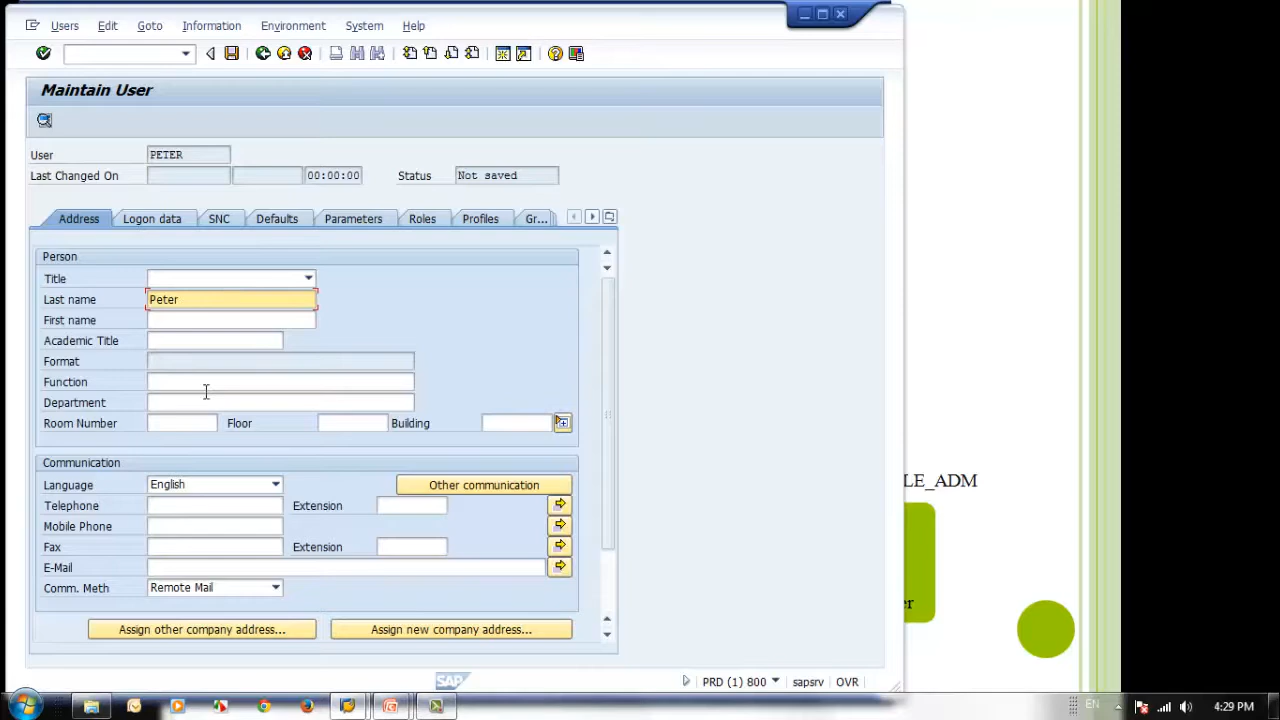 Users Edit Goto Information Environment System Help
Maintain User
User PETER
Last Changed On 00:00:00 Status Not saved
Address Logon data SNC Defaults Parameters Roles Profiles Gr...
Person
Title
Last name Peter
First name
Academic Title
Format
Function
Department
Room Number Floor Building
Communication
Language English Other communication
Telephone Extension
Mobile Phone
Fax Extension
E-Mail
Comm. Meth Remote Mail
Assign other company address... Assign new company address...
LE_ADM
er
SAP PRD (1) 800 sapsrv OVR
EN 4:29 PM